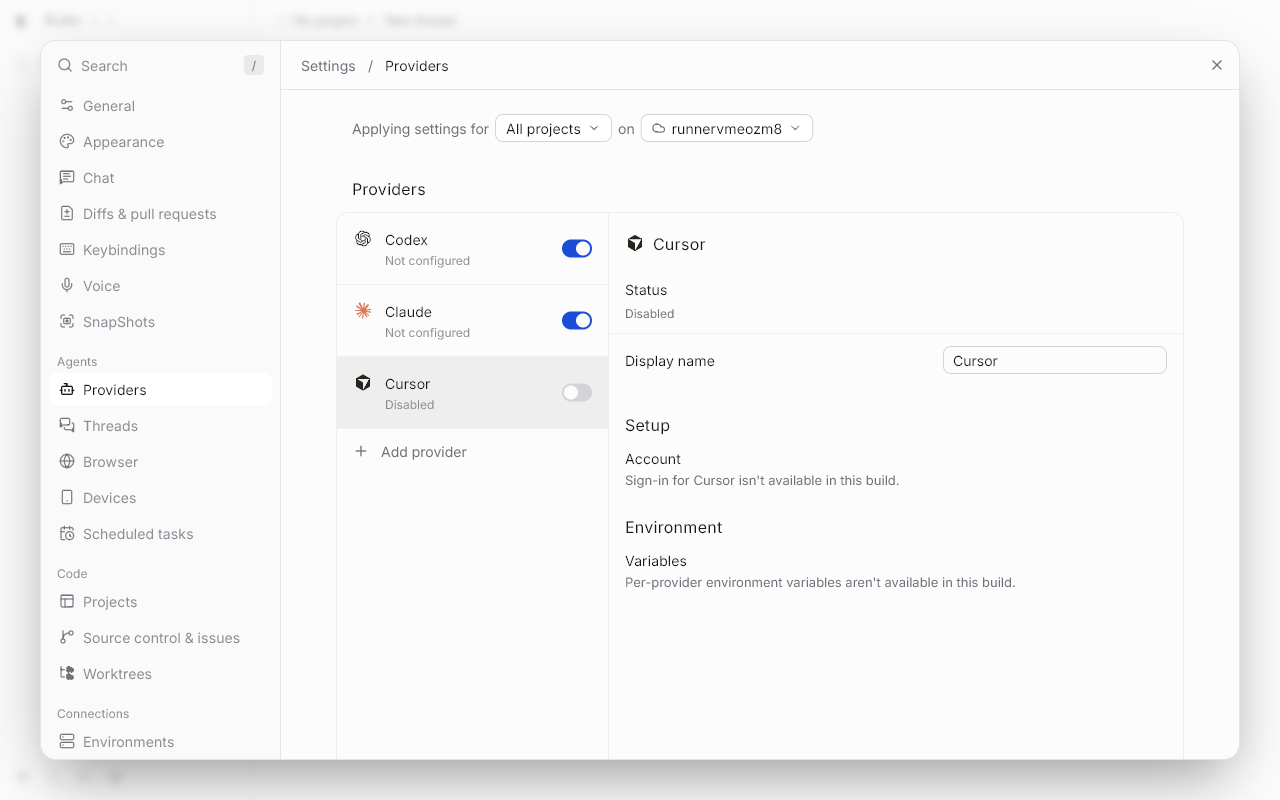 Search /
General
Appearance
Chat
Diffs & pull requests
Keybindings
Voice
SnapShots
Agents
Providers
Threads
Browser
Devices
Scheduled tasks
Code
Projects
Source control & issues
Worktrees
Connections
Environments
Settings / Providers
Applying settings for All projects on runnervmeozm8
Providers
Codex
Not configured
Claude
Not configured
Cursor
Disabled
Add provider
Cursor
Status
Disabled
Display name Cursor
Setup
Account
Sign-in for Cursor isn't available in this build.
Environment
Variables
Per-provider environment variables aren't available in this build.